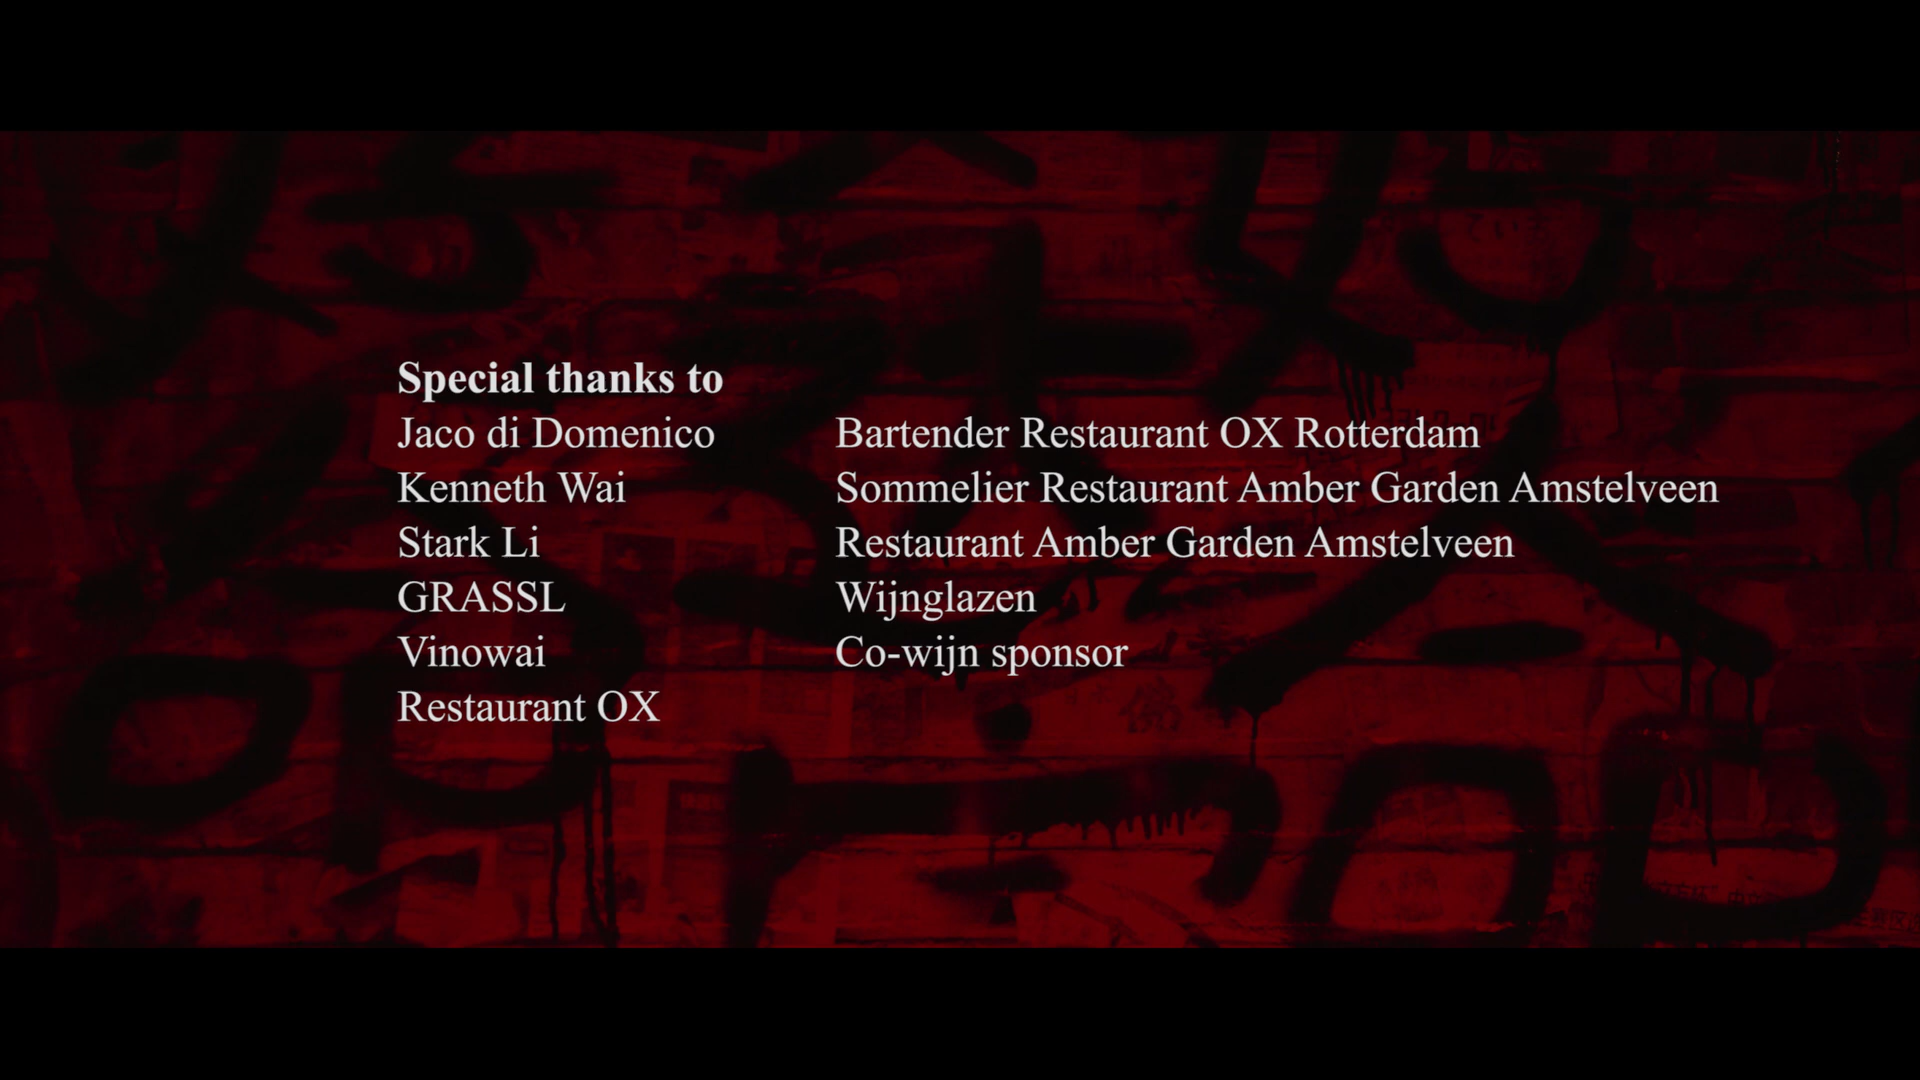 Special thanks to
Jaco di Domenico Bartender Restaurant OX Rotterdam
Kenneth Wai Sommelier Restaurant Amber Garden Amstelveen
Stark Li Restaurant Amber Garden Amstelveen
GRASSL Wijnglazen
Vinowai Co-wijn sponsor
Restaurant OX